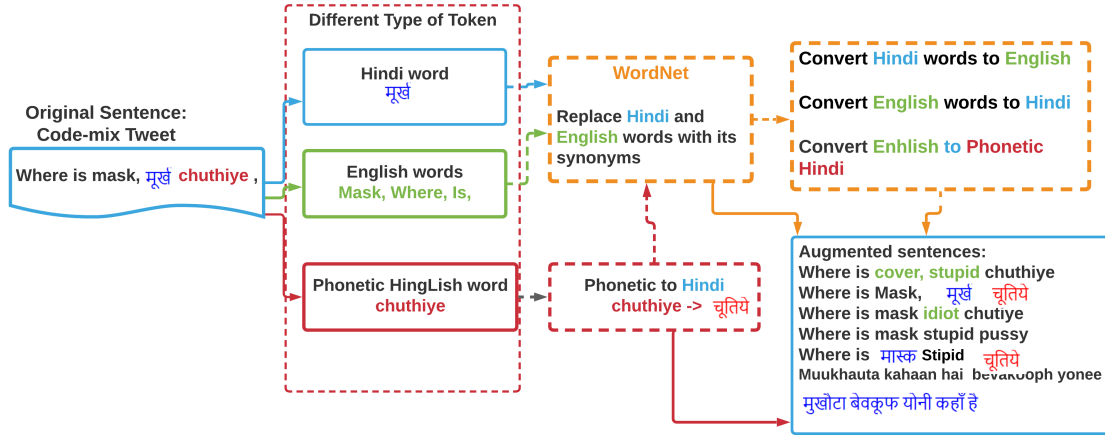 Original Sentence:
Code-mix Tweet
Where is mask, मूर्ख chuthiye ,
Different Type of Token
Hindi word
मूर्ख
English words
Mask, Where, Is,
Phonetic HingLish word
chuthiye
WordNet
Replace Hindi and
English words with its
synonyms
Phonetic to Hindi
chuthiye -> चूतिये
Convert Hindi words to English
Convert English words to Hindi
Convert Enhlish to Phonetic
Hindi
Augmented sentences:
Where is cover, stupid chuthiye
Where is Mask, मूर्ख चूतिये
Where is mask idiot chutiye
Where is mask stupid pussy
Where is मास्क Stipid चूतिये
Muukhauta kahaan hai bevakooph yonee
मुखौटा बेवकूफ योनी कहाँ है